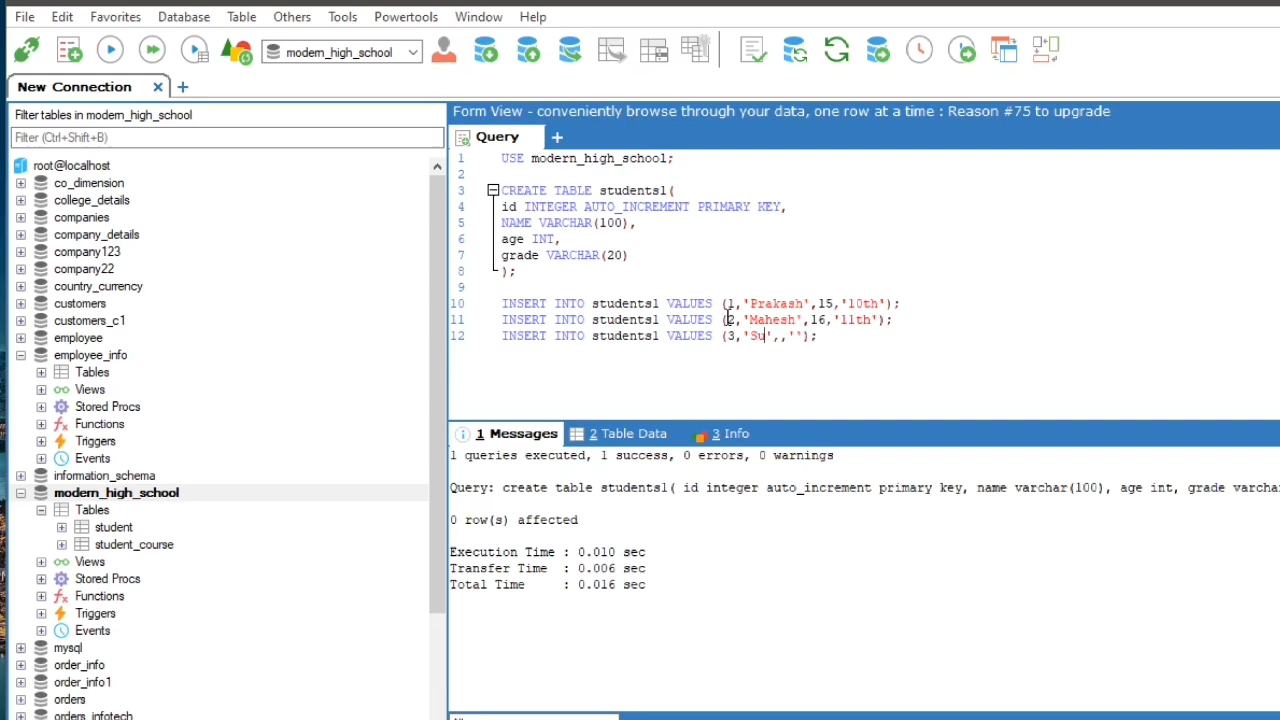 File Edit Favorites Database Table Others Tools Powertools Window Help
modern_high_school
New Connection
Filter tables in modern_high_school
Filter (Ctrl+Shift+B)
root@localhost
co_dimension
college_details
companies
company_details
company123
company22
country_currency
customers
customers_c1
employee
employee_info
Tables
Views
Stored Procs
Functions
Triggers
Events
information_schema
modern_high_school
Tables
student
student_course
Views
Stored Procs
Functions
Triggers
Events
mysql
order_info
order_info1
orders
orders_infotech
Form View - conveniently browse through your data, one row at a time : Reason #75 to upgrade
Query
1 USE modern_high_school;
2
3 CREATE TABLE students1(
4 id INTEGER AUTO_INCREMENT PRIMARY KEY,
5 NAME VARCHAR(100),
6 age INT,
7 grade VARCHAR(20)
8 );
9
10 INSERT INTO students1 VALUES (1,'Prakash',15,'10th');
11 INSERT INTO students1 VALUES (2,'Mahesh',16,'11th');
12 INSERT INTO students1 VALUES (3,'Su',,'');
1 Messages 2 Table Data 3 Info
1 queries executed, 1 success, 0 errors, 0 warnings
Query: create table students1( id integer auto_increment primary key, name varchar(100), age int, grade varcha
0 row(s) affected
Execution Time : 0.010 sec
Transfer Time : 0.006 sec
Total Time : 0.016 sec